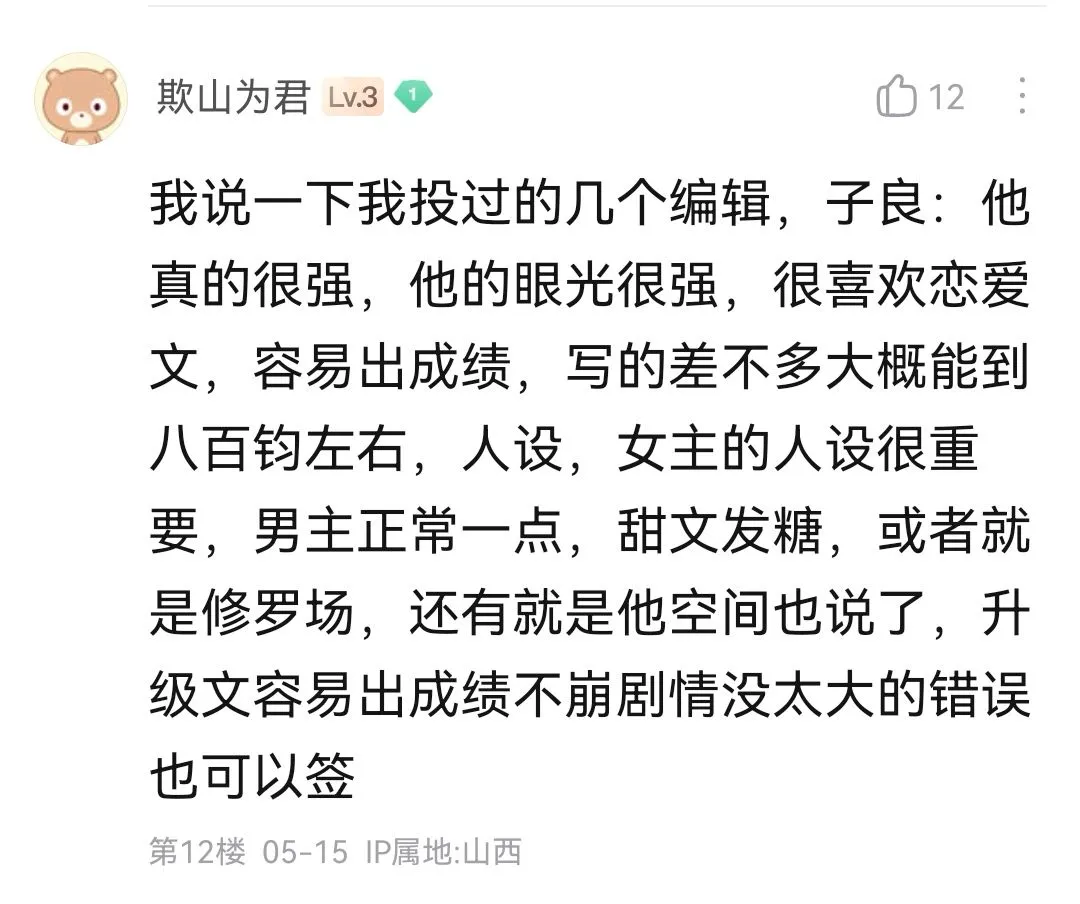 欺山为君 Lv.3 1 12
我说一下我投过的几个编辑，子良：他
真的很强，他的眼光很强，很喜欢恋爱
文，容易出成绩，写的差不多大概能到
八百钧左右，人设，女主的人设很重
要，男主正常一点，甜文发糖，或者就
是修罗场，还有就是他空间也说了，升
级文容易出成绩不崩剧情没太大的错误
也可以签
第12楼 05-15 IP属地:山西